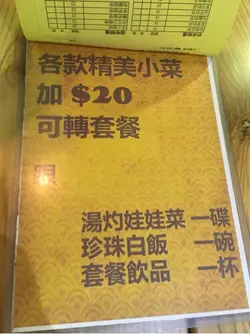 各款精美小菜
加 $20
可轉套餐
跟
湯灼娃娃菜 一碟
珍珠白飯 一碗
套餐飲品 一杯